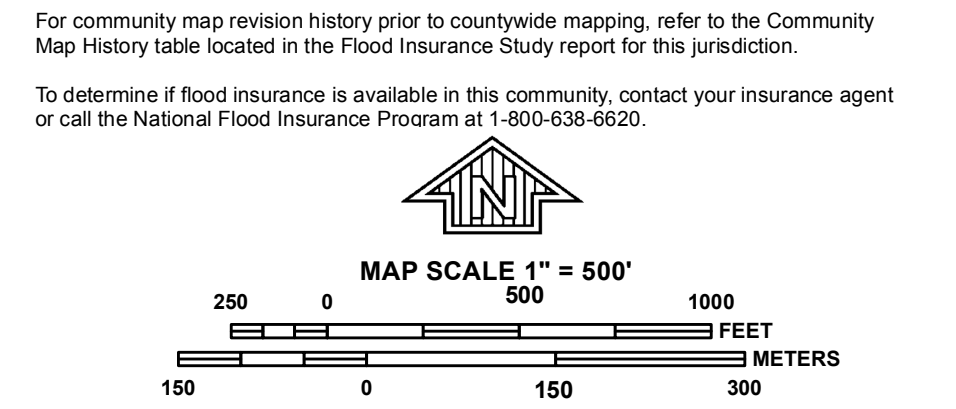 For community map revision history prior to countywide mapping, refer to the Community
Map History table located in the Flood Insurance Study report for this jurisdiction.
To determine if flood insurance is available in this community, contact your insurance agent
or call the National Flood Insurance Program at 1-800-638-6620.
N
MAP SCALE 1" = 500'
250 0 500 1000
FEET
METERS
150 0 150 300